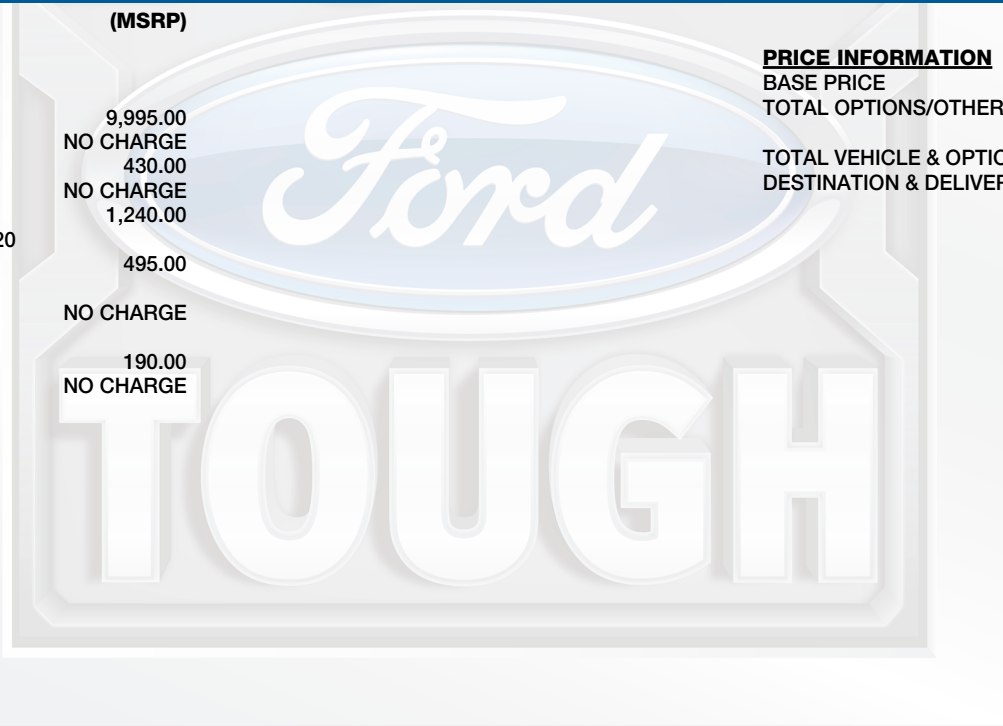 (MSRP)
9,995.00
NO CHARGE
430.00
NO CHARGE
1,240.00
20
495.00
NO CHARGE
190.00
NO CHARGE
PRICE INFORMATION
BASE PRICE
TOTAL OPTIONS/OTHER
TOTAL VEHICLE & OPTIO
DESTINATION & DELIVER
Ford
TOUGH